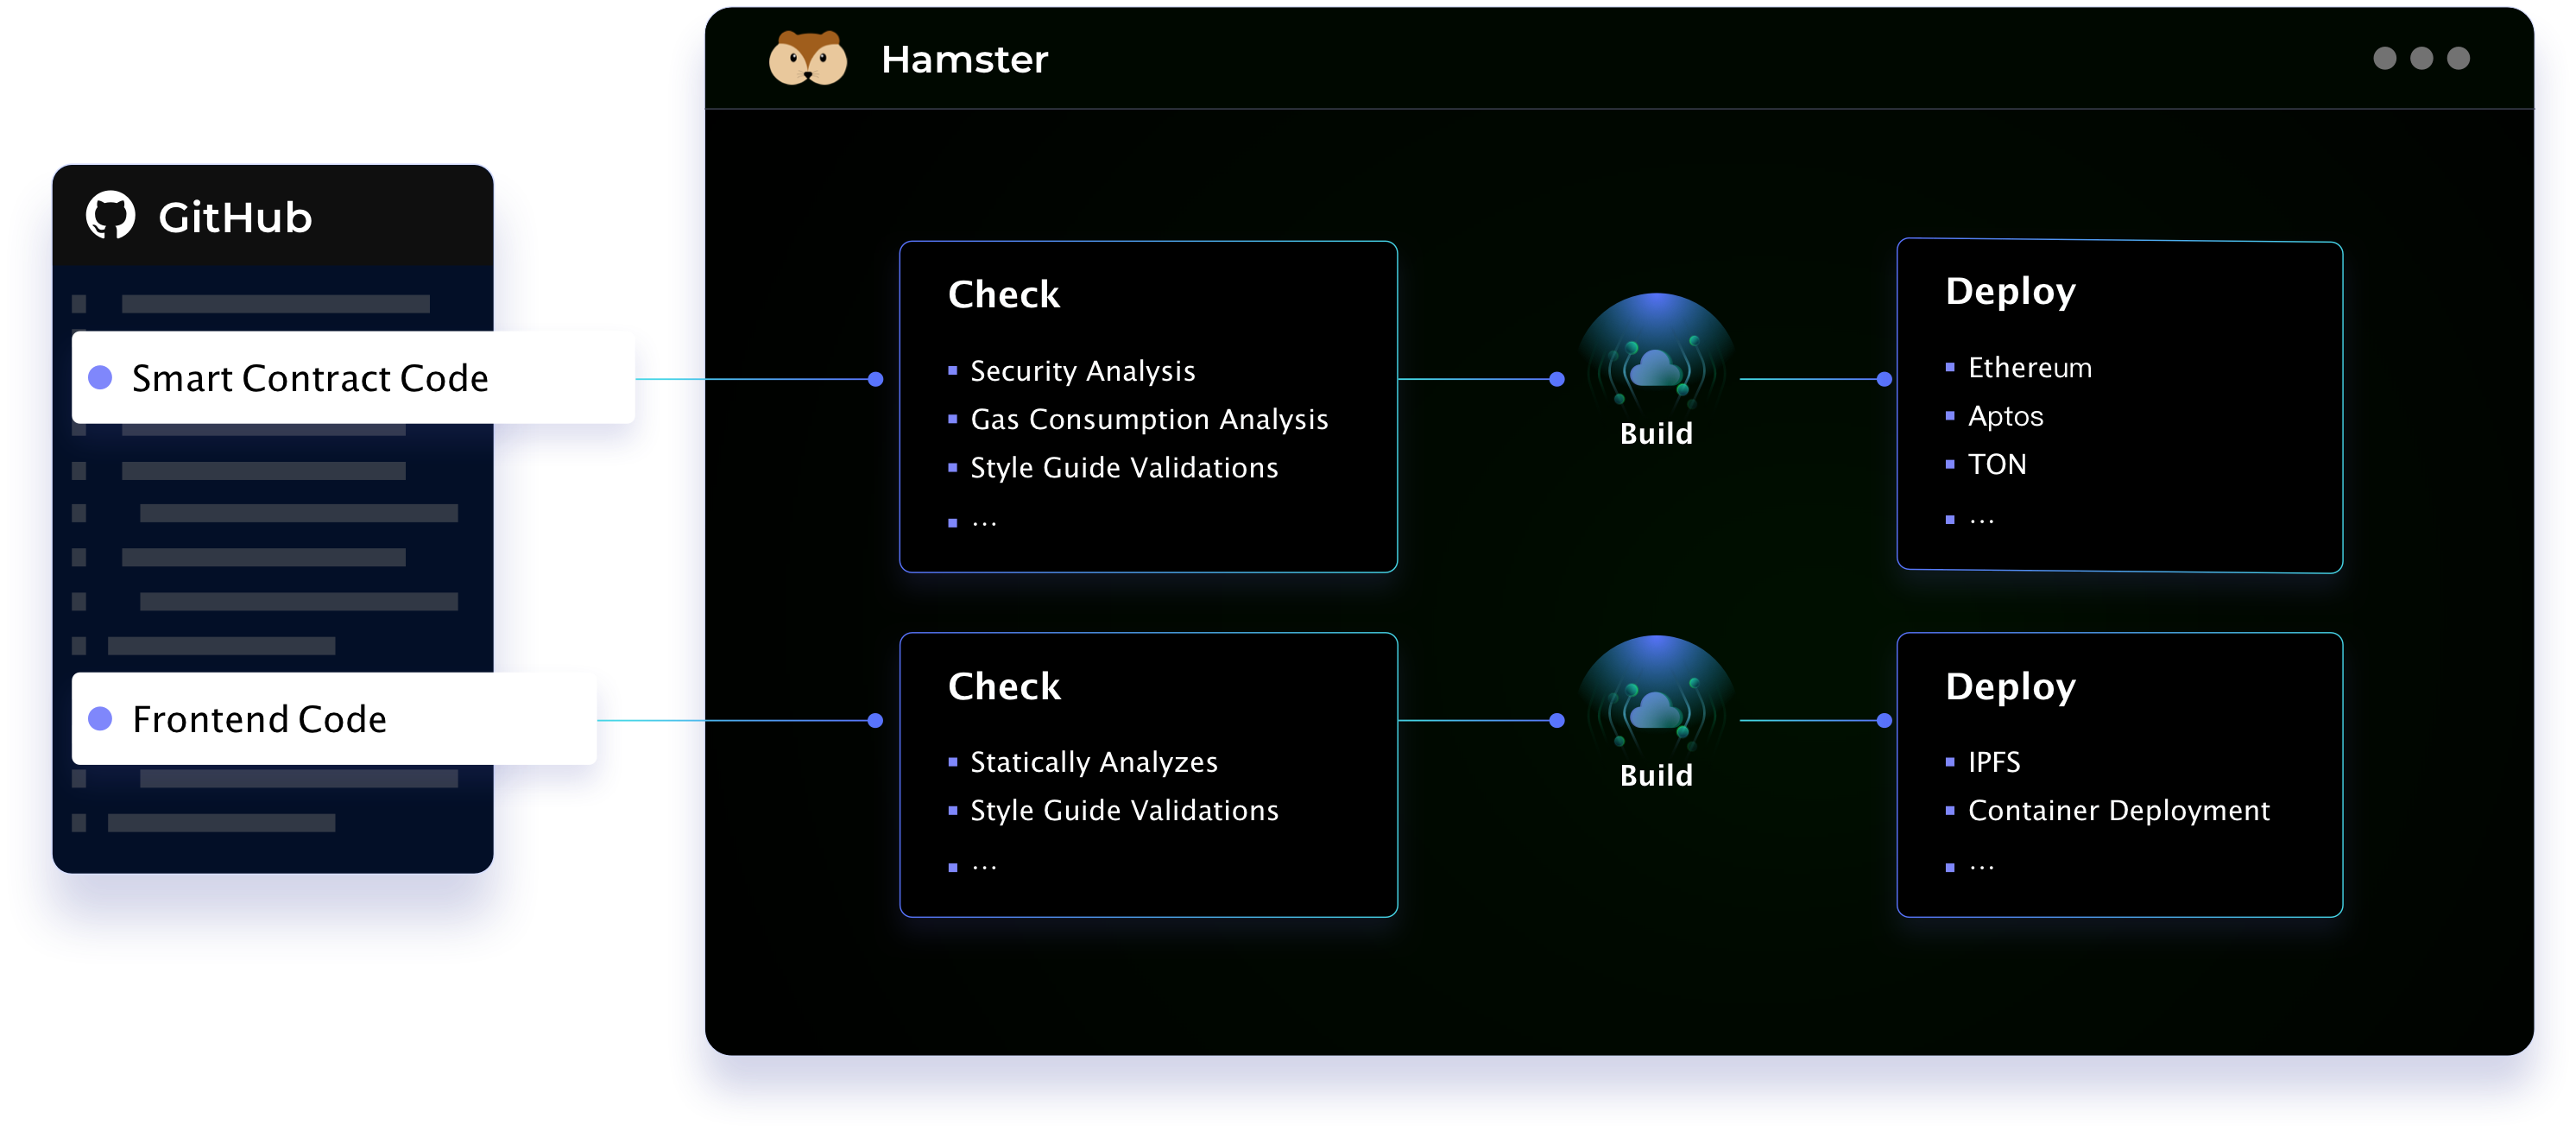 Hamster
GitHub
Smart Contract Code
Frontend Code
Check
Security Analysis
Gas Consumption Analysis
Style Guide Validations
...
Build
Deploy
Ethereum
Aptos
TON
...
Check
Statically Analyzes
Style Guide Validations
...
Build
Deploy
IPFS
Container Deployment
...